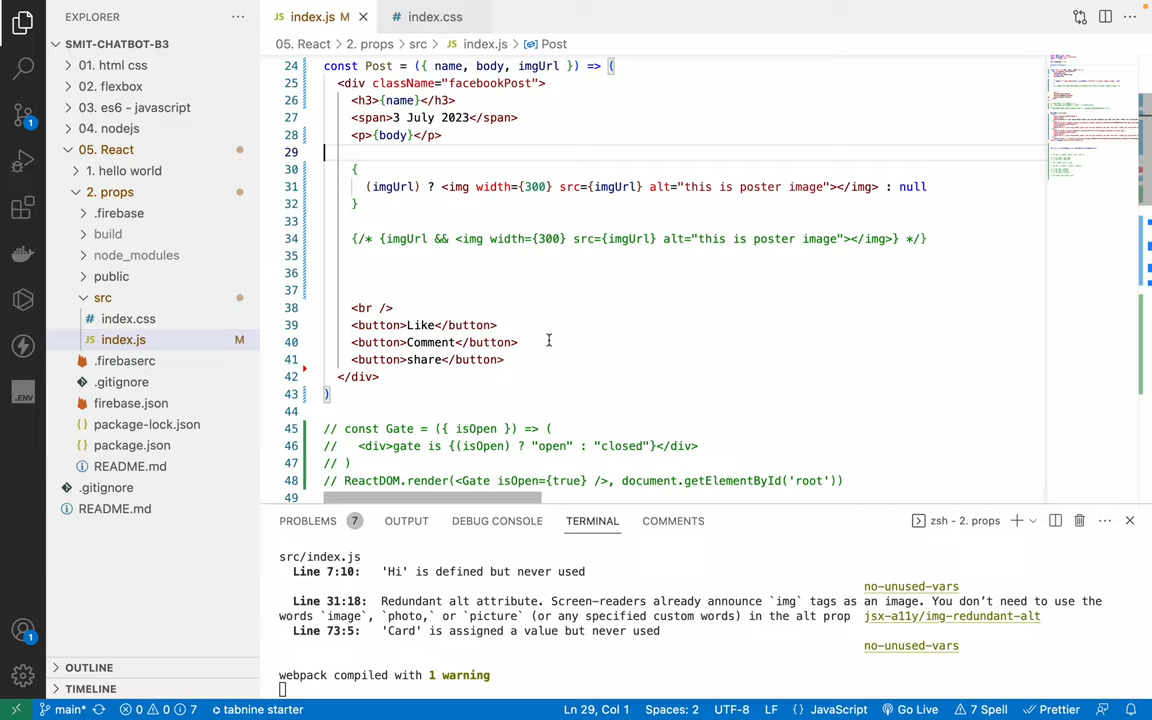 EXPLORER
JS index.js M
# index.css
SMIT-CHATBOT-B3
01. html css
02. flexbox
03. es6 - javascript
04. nodejs
05. React
1. hello world
2. props
.firebase
build
node_modules
public
src
# index.css
JS index.js M
.firebaserc
.gitignore
firebase.json
{} package-lock.json
{} package.json
README.md
.gitignore
README.md
OUTLINE
TIMELINE
1
.ENV
1
05. React > 2. props > src > JS index.js > Post
24 const Post = ({ name, body, imgUrl }) => (
25 <div className="facebookPost">
26 <h3>{name}</h3>
27 <span>3 July 2023</span>
28 <p>{body}</p>
29
30 {
31 (imgUrl) ? <img width={300} src={imgUrl} alt="this is poster image"></img> : null
32 }
33
34 {/* {imgUrl && <img width={300} src={imgUrl} alt="this is poster image"></img>} */}
35
36
37
38 <br />
39 <button>Like</button>
40 <button>Comment</button>
41 <button>share</button>
42 </div>
43 )
44
45 // const Gate = ({ isOpen }) => (
46 //   <div>gate is {(isOpen) ? "open" : "closed"}</div>
47 // )
48 // ReactDOM.render(<Gate isOpen={true} />, document.getElementById('root'))
49
PROBLEMS 7 OUTPUT DEBUG CONSOLE TERMINAL COMMENTS zsh - 2. props
src/index.js
Line 7:10: 'Hi' is defined but never used
no-unused-vars
Line 31:18: Redundant alt attribute. Screen-readers already announce `img` tags as an image. You don’t need to use the
words `image`, `photo,` or `picture` (or any specified custom words) in the alt prop jsx-a11y/img-redundant-alt
Line 73:5: 'Card' is assigned a value but never used
no-unused-vars
webpack compiled with 1 warning
main* 0 0 7 tabnine starter Ln 29, Col 1 Spaces: 2 UTF-8 LF {} JavaScript Go Live 7 Spell Prettier